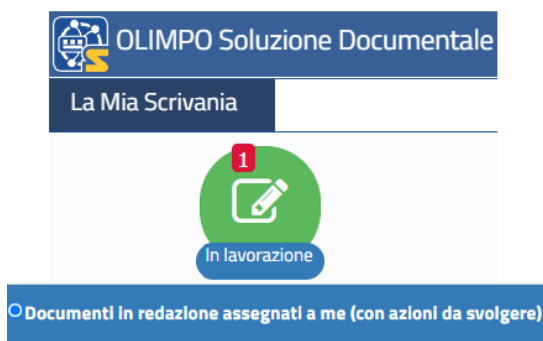 OLIMPO Soluzione Documentale
La Mia Scrivania
1
In lavorazione
Documenti in redazione assegnati a me (con azioni da svolgere)